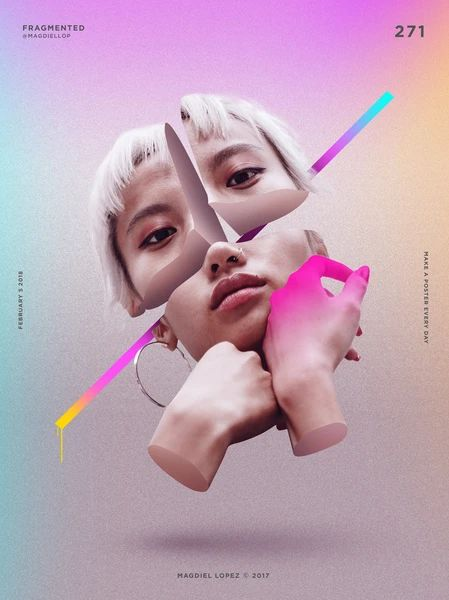 FRAGMENTED
@MAGDIELLOP
271
FEBRUARY 5 2018
MAKE A POSTER EVERY DAY
MAGDIEL LOPEZ © 2017